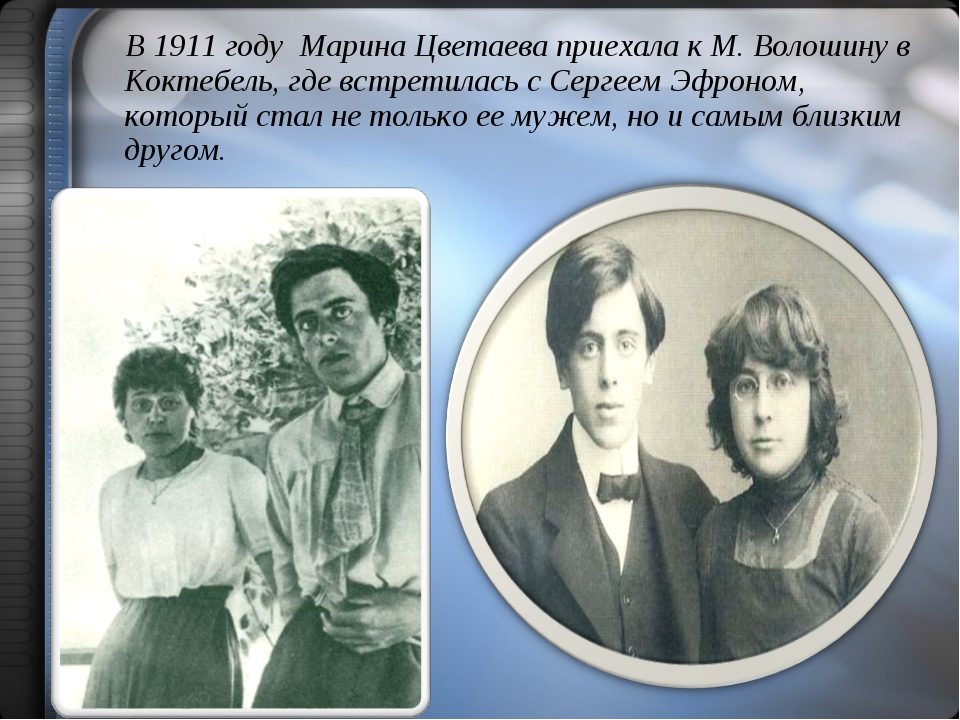 В 1911 году Марина Цветаева приехала к М. Волошину в
Коктебель, где встретилась с Сергеем Эфроном,
который стал не только ее мужем, но и самым близким
другом.